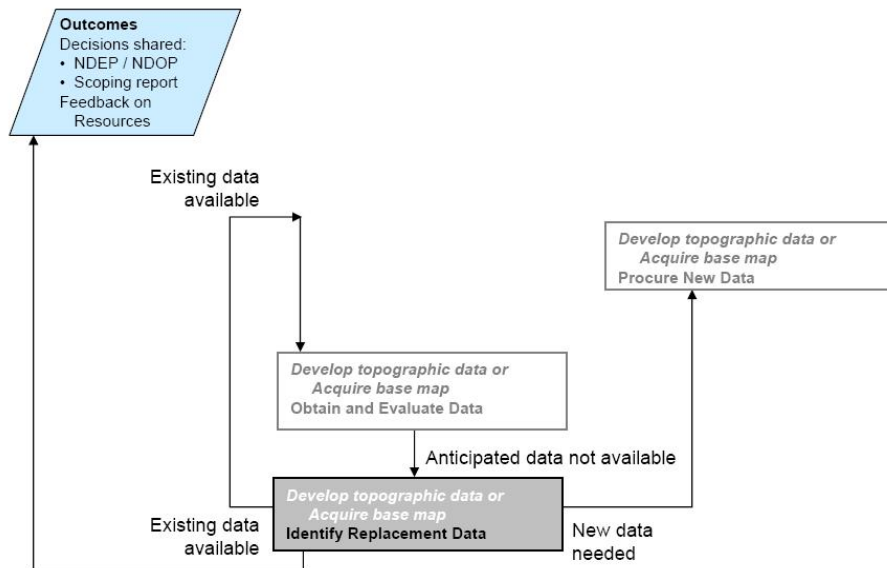 Outcomes
Decisions shared:
• NDEP / NDOP
• Scoping report
Feedback on
Resources
Existing data
available
Develop topographic data or
Acquire base map
Procure New Data
Develop topographic data or
Acquire base map
Obtain and Evaluate Data
Anticipated data not available
Develop topographic data or
Acquire base map
Identify Replacement Data
Existing data
available
New data
needed